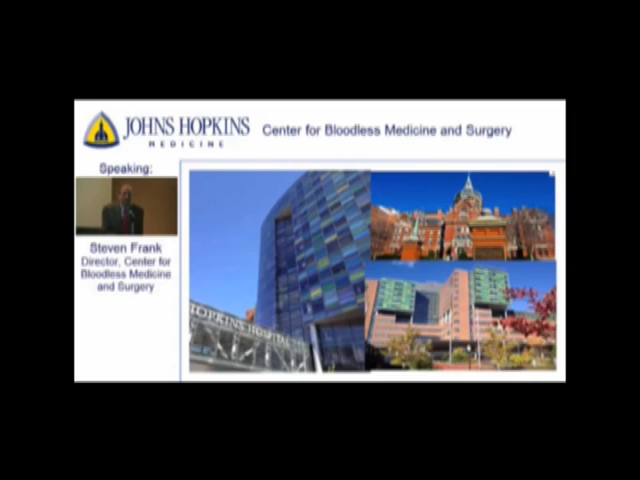 JOHNS HOPKINS
MEDICINE
Center for Bloodless Medicine and Surgery
Speaking:
Steven Frank
Director, Center for
Bloodless Medicine
and Surgery
HOPKINS HOSPITAL